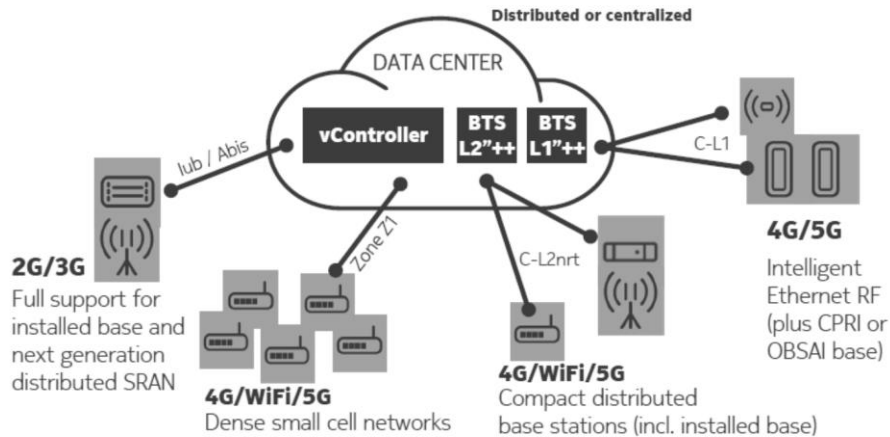 Distributed or centralized
DATA CENTER
vController
BTS
L2”++
BTS
L1”++
Iub / Abis
Zone Z1
C-L2nrt
C-L1
2G/3G
Full support for
installed base and
next generation
distributed SRAN
4G/WiFi/5G
Dense small cell networks
4G/WiFi/5G
Compact distributed
base stations (incl. installed base)
4G/5G
Intelligent
Ethernet RF
(plus CPRI or
OBSAI base)